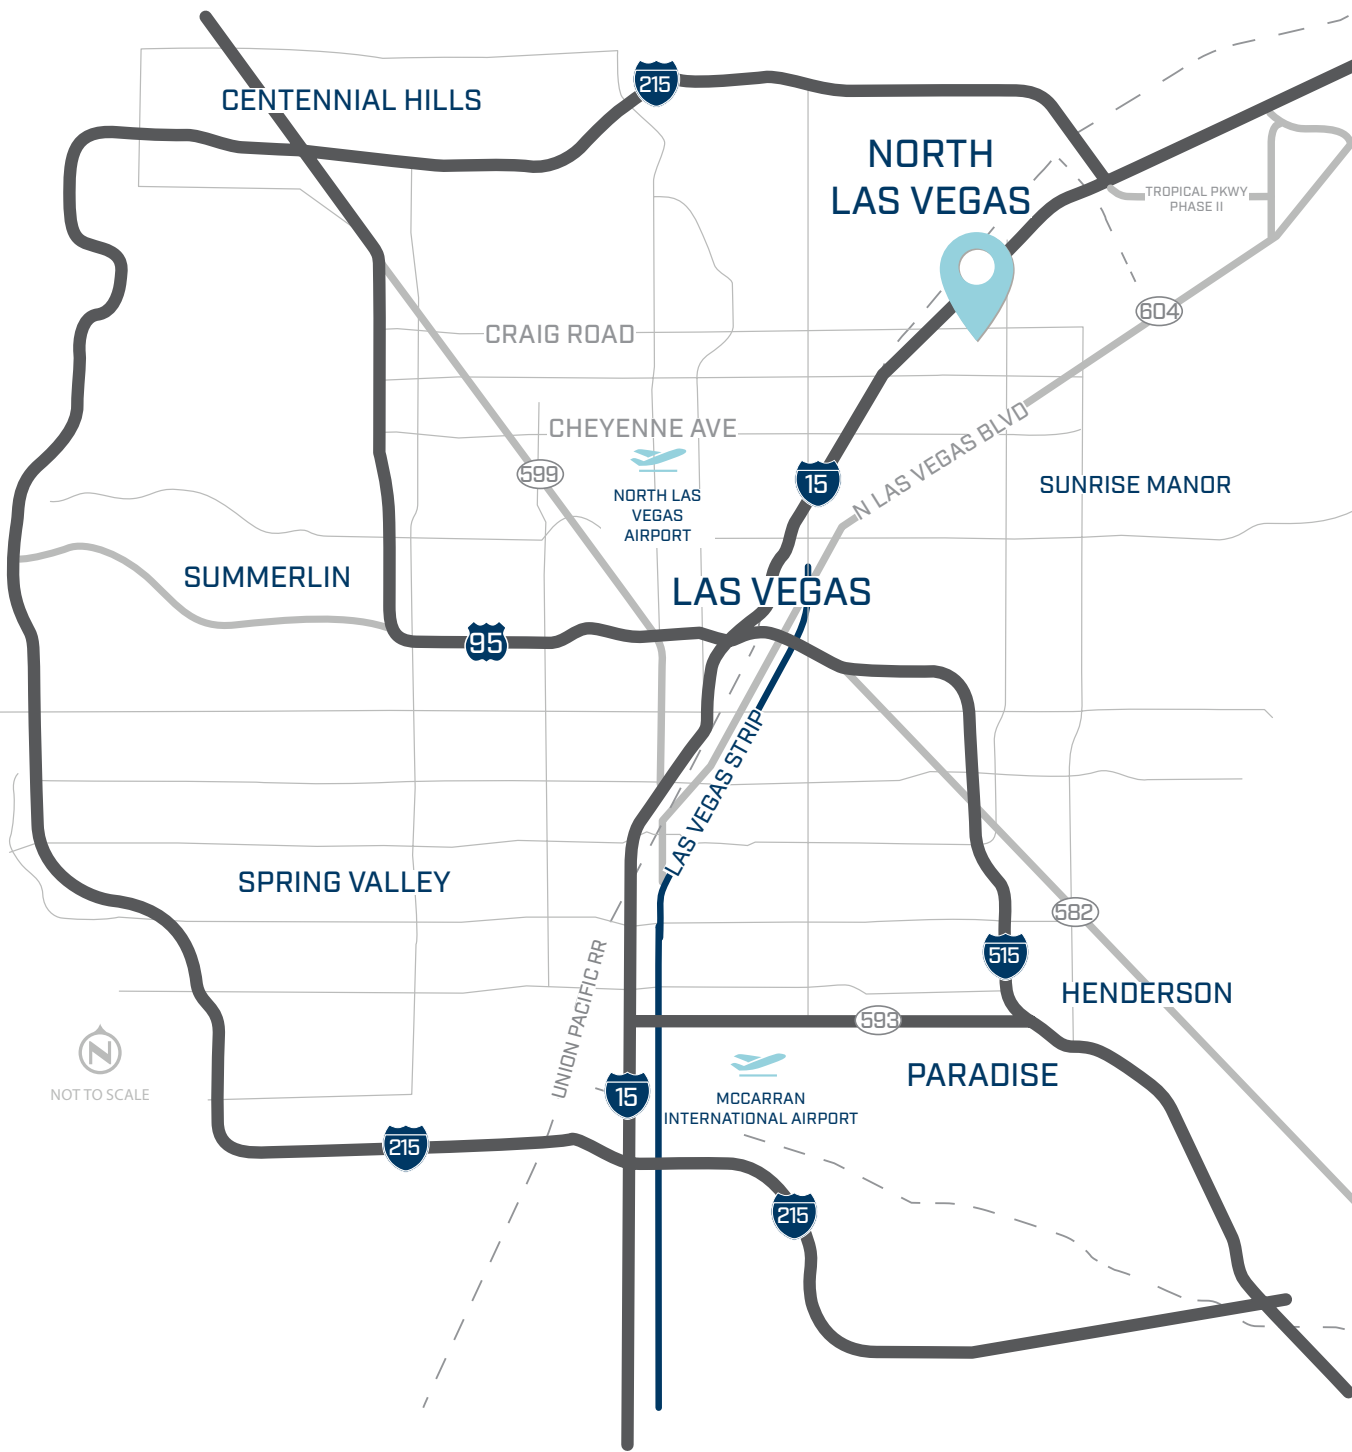 215
CENTENNIAL HILLS
NORTH
LAS VEGAS
TROPICAL PKWY
PHASE II
604
CRAIG ROAD
CHEYENNE AVE
N LAS VEGAS BLVD
599
15
SUNRISE MANOR
NORTH LAS
VEGAS
AIRPORT
SUMMERLIN
LAS VEGAS
95
LAS VEGAS STRIP
SPRING VALLEY
582
515
UNION PACIFIC RR
HENDERSON
593
N
NOT TO SCALE
PARADISE
15
MCCARRAN
INTERNATIONAL AIRPORT
215
215